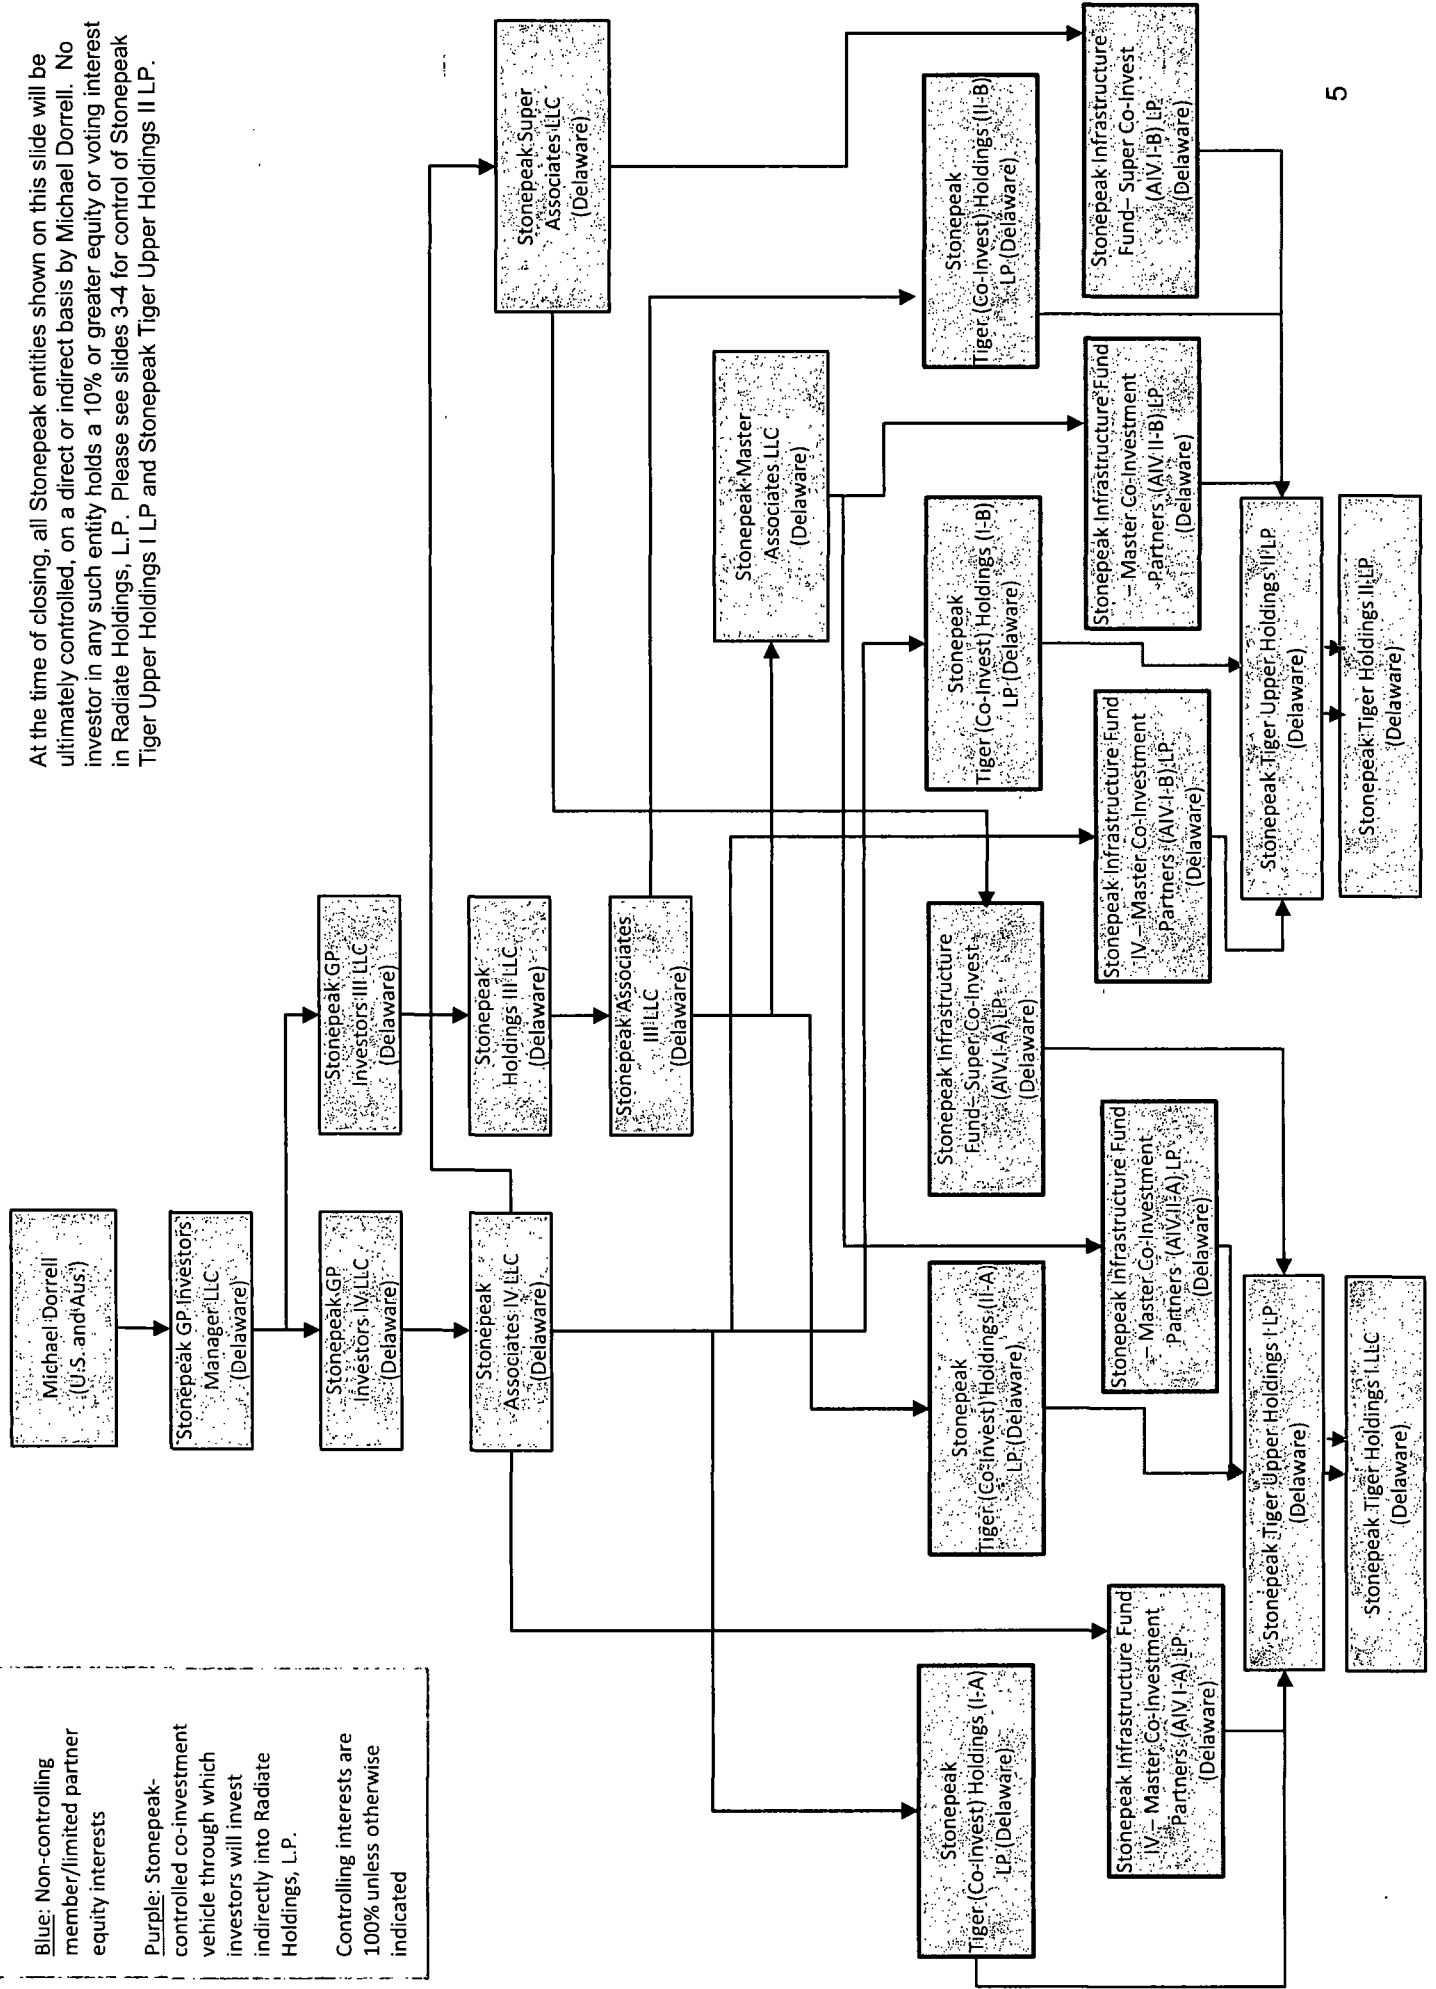 At the time of closing, all Stonepeak entities shown on this slide will be
ultimately controlled, on a direct or indirect basis by Michael Dorrell. No
investor in any such entity holds a 10% or greater equity or voting interest
in Radiate Holdings, L.P. Please see slides 3-4 for control of Stonepeak
Tiger Upper Holdings I LP and Stonepeak Tiger Upper Holdings II LP.
Blue: Non-controlling
member/limited partner
equity interests
Purple: Stonepeak-
controlled co-investment
vehicle through which
investors will invest
indirectly into Radiate
Holdings, L.P.
Controlling interests are
100% unless otherwise
indicated
Michael Dorrell
(U.S. and Aus.)
Stonepeak GP Investors
Manager LLC
(Delaware)
Stonepeak GP
Investors IV LLC
(Delaware)
Stonepeak GP
Investors III LLC
(Delaware)
Stonepeak
Associates IV LLC
(Delaware)
Stonepeak
Holdings III LLC
(Delaware)
Stonepeak Super
Associates LLC
(Delaware)
Stonepeak Associates
III LLC
(Delaware)
Stonepeak Master
Associates LLC
(Delaware)
Stonepeak
Tiger (Co-Invest) Holdings (I-A)
LP (Delaware)
Stonepeak
Tiger (Co-Invest) Holdings (II-A)
LP (Delaware)
Stonepeak Infrastructure
Fund – Super Co-Invest
(AIV I-A) LP
(Delaware)
Stonepeak
Tiger (Co-Invest) Holdings (I-B)
LP (Delaware)
Stonepeak
Tiger (Co-Invest) Holdings (II-B)
LP (Delaware)
Stonepeak Infrastructure Fund
IV – Master Co-Investment
Partners (AIV I-A) LP
(Delaware)
Stonepeak Infrastructure Fund
– Master Co-Investment
Partners (AIV II-A) LP
(Delaware)
Stonepeak Infrastructure Fund
IV – Master Co-Investment
Partners (AIV I-B) LP
(Delaware)
Stonepeak Infrastructure Fund
– Master Co-Investment
Partners (AIV II-B) LP
(Delaware)
Stonepeak Infrastructure
Fund – Super Co-Invest
(AIV I-B) LP
(Delaware)
Stonepeak Tiger Upper Holdings I LP
(Delaware)
Stonepeak Tiger Upper Holdings II LP
(Delaware)
Stonepeak Tiger Holdings I LLC
(Delaware)
Stonepeak Tiger Holdings II LP
(Delaware)
5